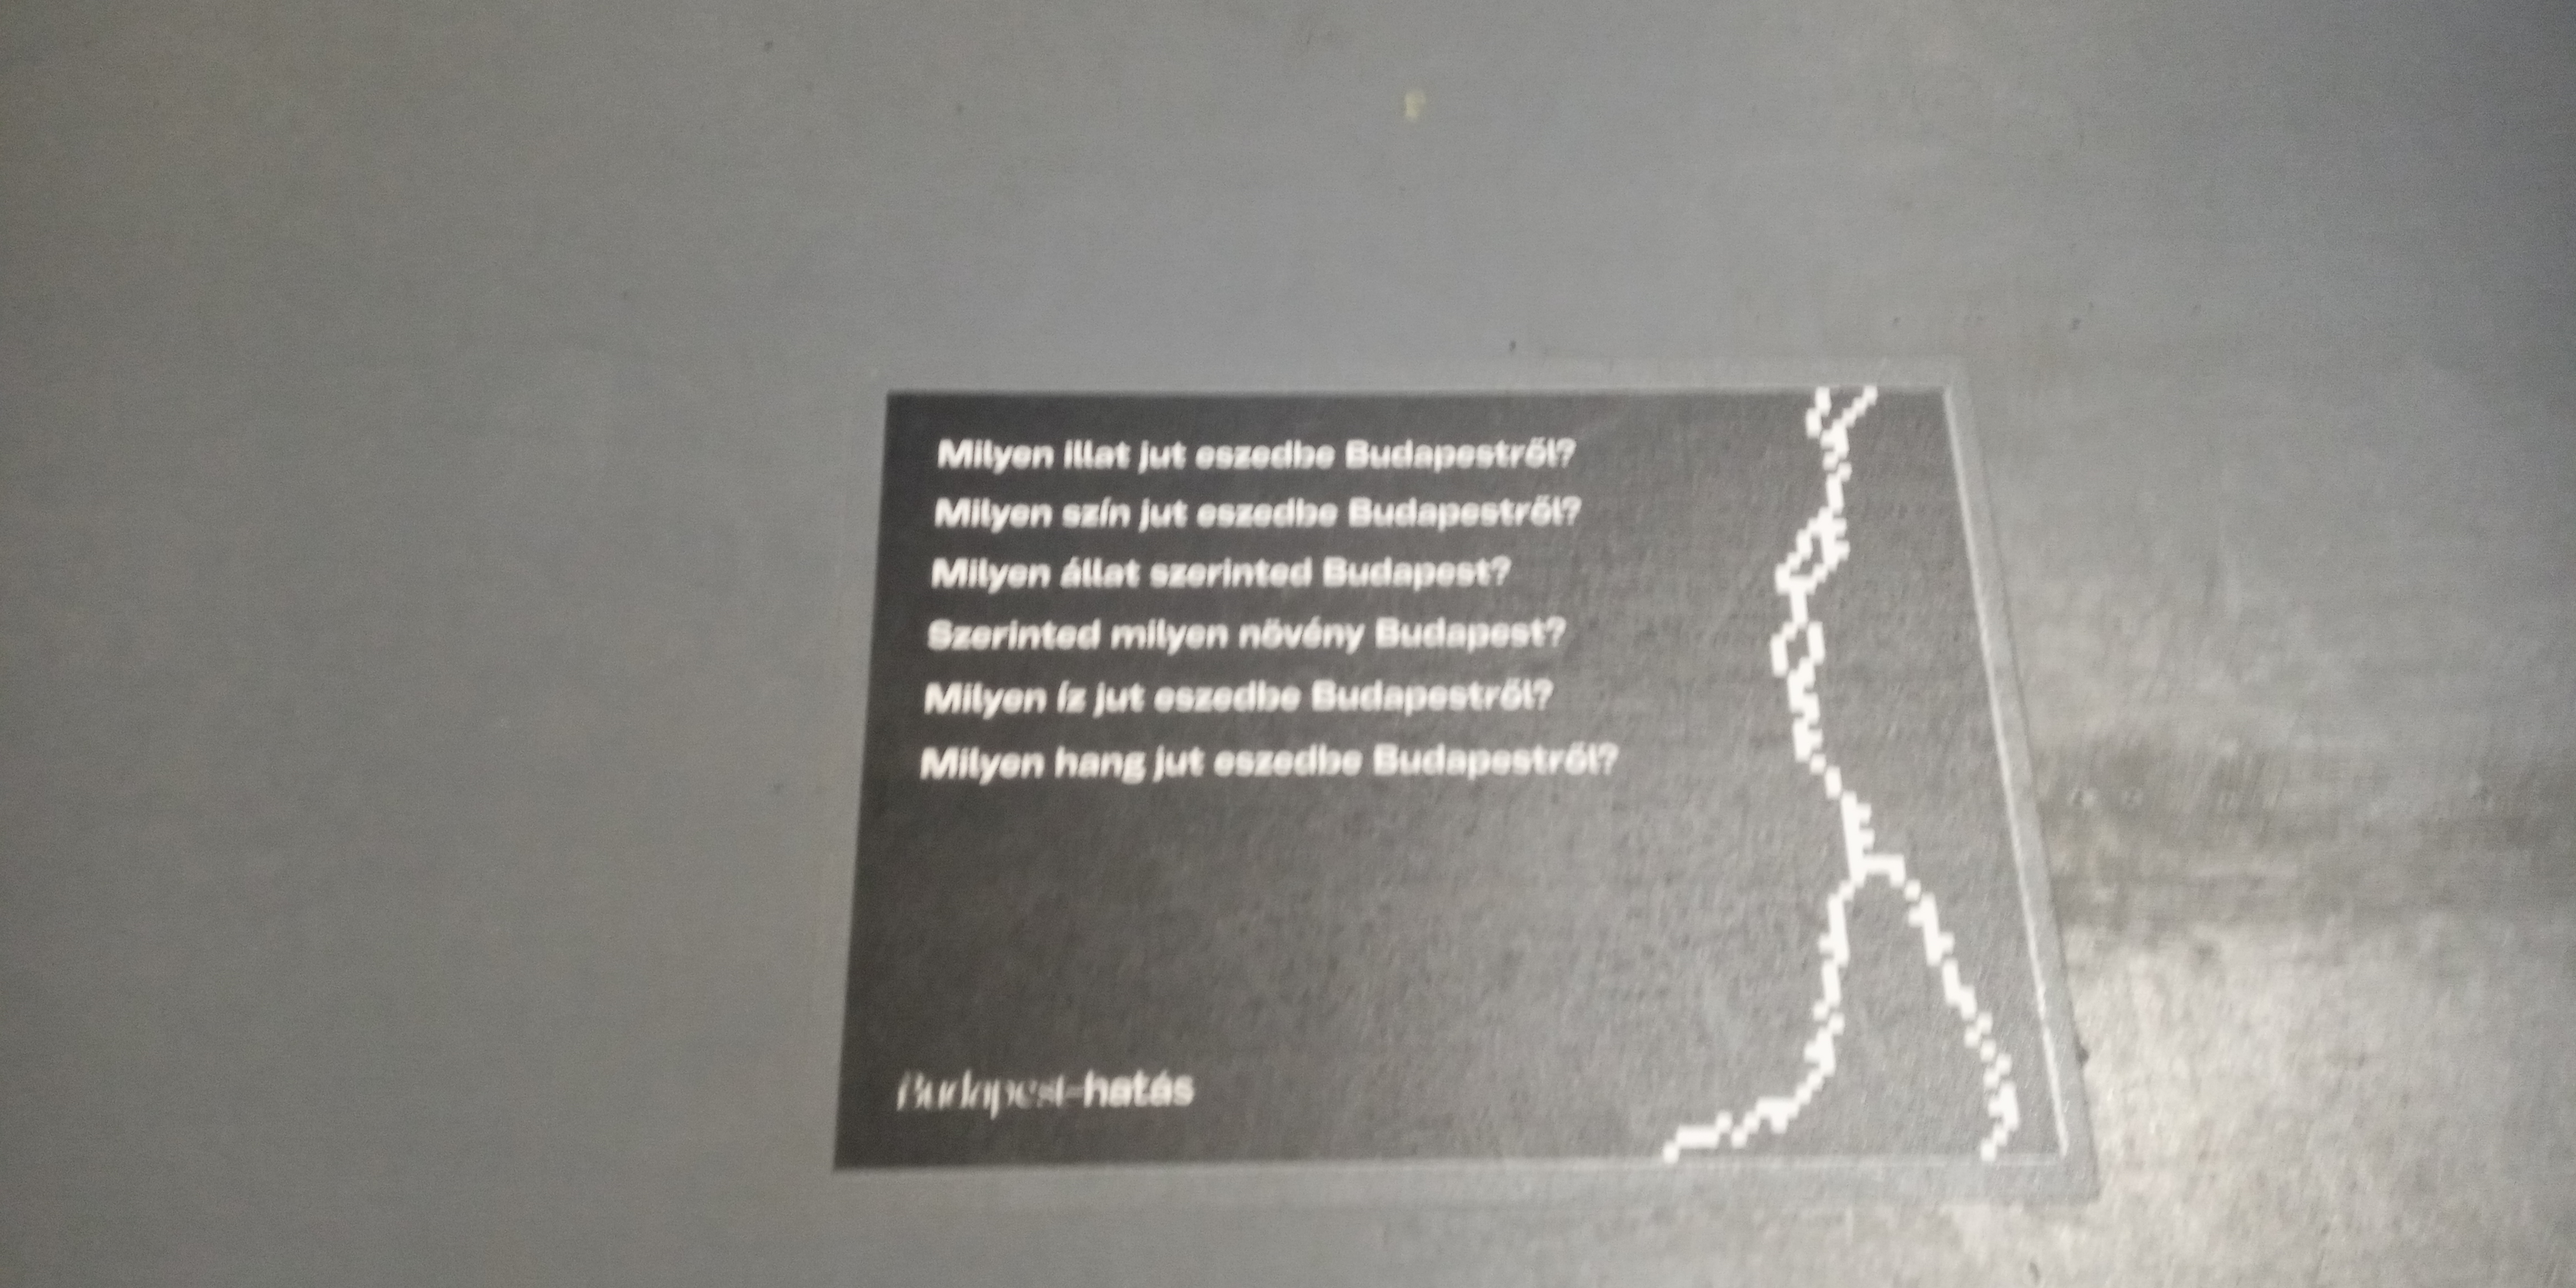 Milyen illat jut eszedbe Budapestről?
Milyen szín jut eszedbe Budapestről?
Milyen állat szerinted Budapest?
Szerinted milyen növény Budapest?
Milyen íz jut eszedbe Budapestről?
Milyen hang jut eszedbe Budapestről?
Budapest-hatás